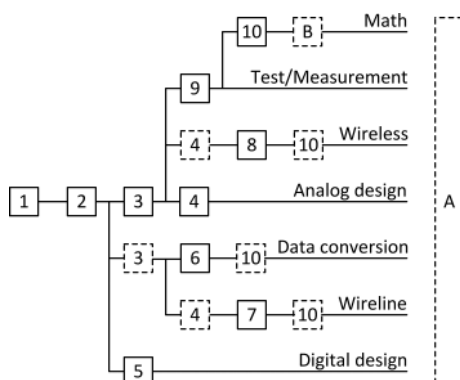 10 B Math
9 Test/Measurement
4 8 10 Wireless
1 2 3 4 Analog design A
3 6 10 Data conversion
4 7 10 Wireline
5 Digital design